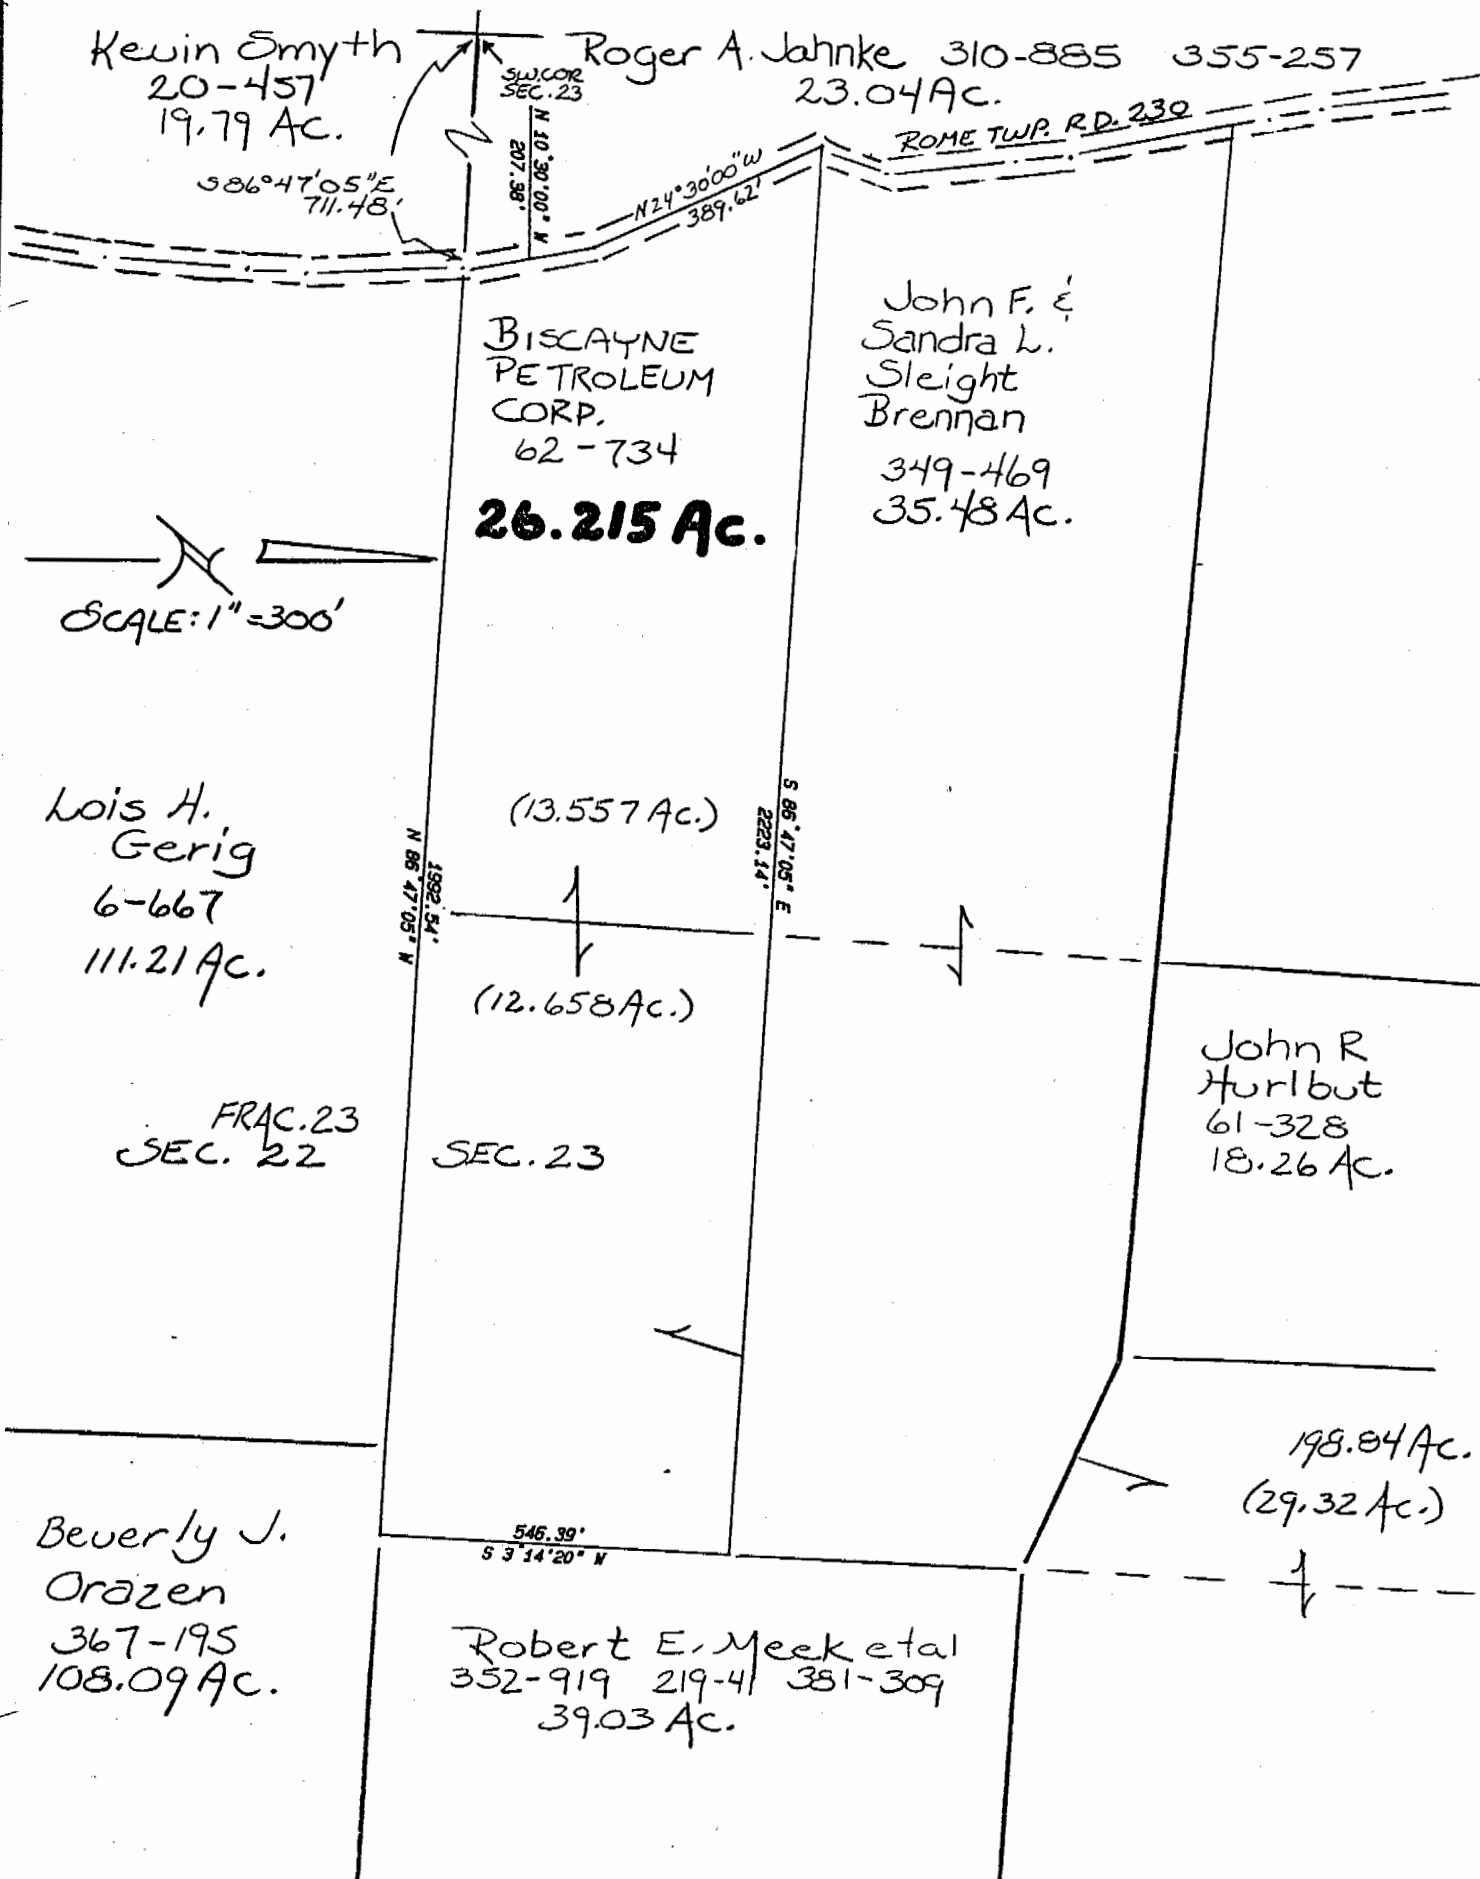 Kevin Smyth
20-457
19.79 AC.
SW.COR
SEC.23
Roger A. Jahnke 310-885 355-257
23.04 AC.
ROME TWP. R.D. 230
S86°47'05"E
711.48'
N 10°30'00" W
207.38'
N24°30'00"W
389.62'
BISCAYNE
PETROLEUM
CORP.
62-734
26.215 Ac.
John F. &
Sandra L.
Sleight
Brennan
349-469
35.48 AC.
SCALE: 1"=300'
Lois H.
Gerig
6-667
111.21 AC.
1992.54'
N 86°47'05" W
(13.557 AC.)
(12.658 AC.)
S 86°47'05" E
2223.14'
FRAC.23
SEC. 22
SEC. 23
John R
Hurlbut
61-328
18.26 AC.
198.84 AC.
(29.32 AC.)
546.39'
S 3°14'20" W
Beverly J.
Orazen
367-195
108.09 AC.
Robert E. Meek etal
352-919 219-41 381-309
39.03 AC.